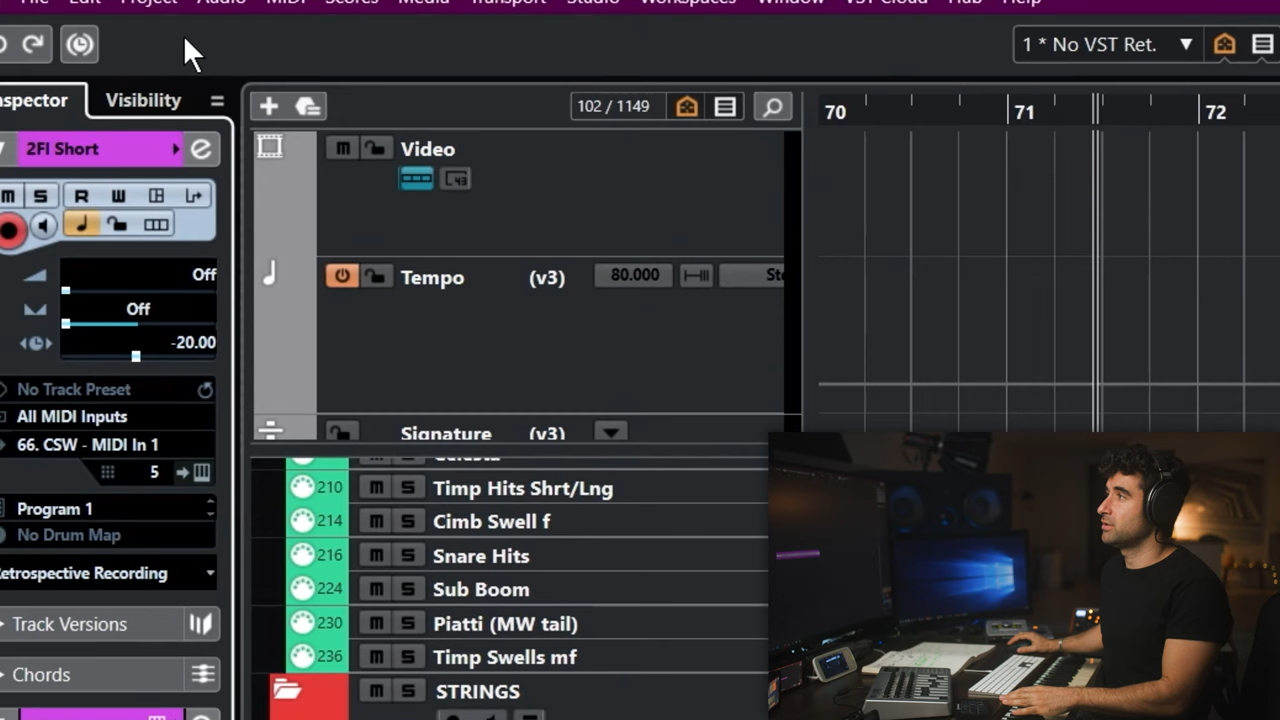 File Edit Project Audio MIDI Scores Media Transport Studio Workspaces Window VST Cloud Hub Help
1 * No VST Ret.
nspector Visibility
102 / 1149
70 71 72
2Fl Short
M S R W
Off
Off
-20.00
No Track Preset
All MIDI Inputs
66. CSW - MIDI In 1
5
Program 1
No Drum Map
etrospective Recording
Track Versions
Chords
m Video
43
Tempo (v3) 80.000 Ste
Signature (v3)
Celesta
210 m S Timp Hits Shrt/Lng
214 m S Cimb Swell f
216 m S Snare Hits
224 m S Sub Boom
230 m S Piatti (MW tail)
236 m S Timp Swells mf
m S STRINGS